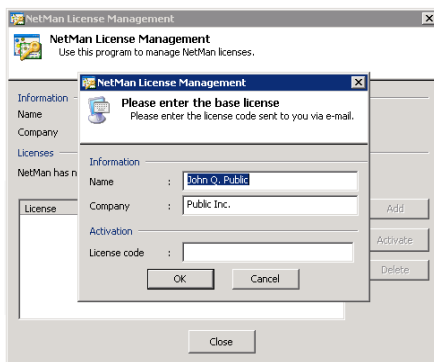 NetMan License Management
NetMan License Management
Use this program to manage NetMan licenses.
Information
Name
Company
Licenses
NetMan has n
License
Add
Activate
Delete
Close
NetMan License Management
Please enter the base license
Please enter the license code sent to you via e-mail.
Information
Name : John Q. Public
Company : Public Inc.
Activation
License code :
OK Cancel